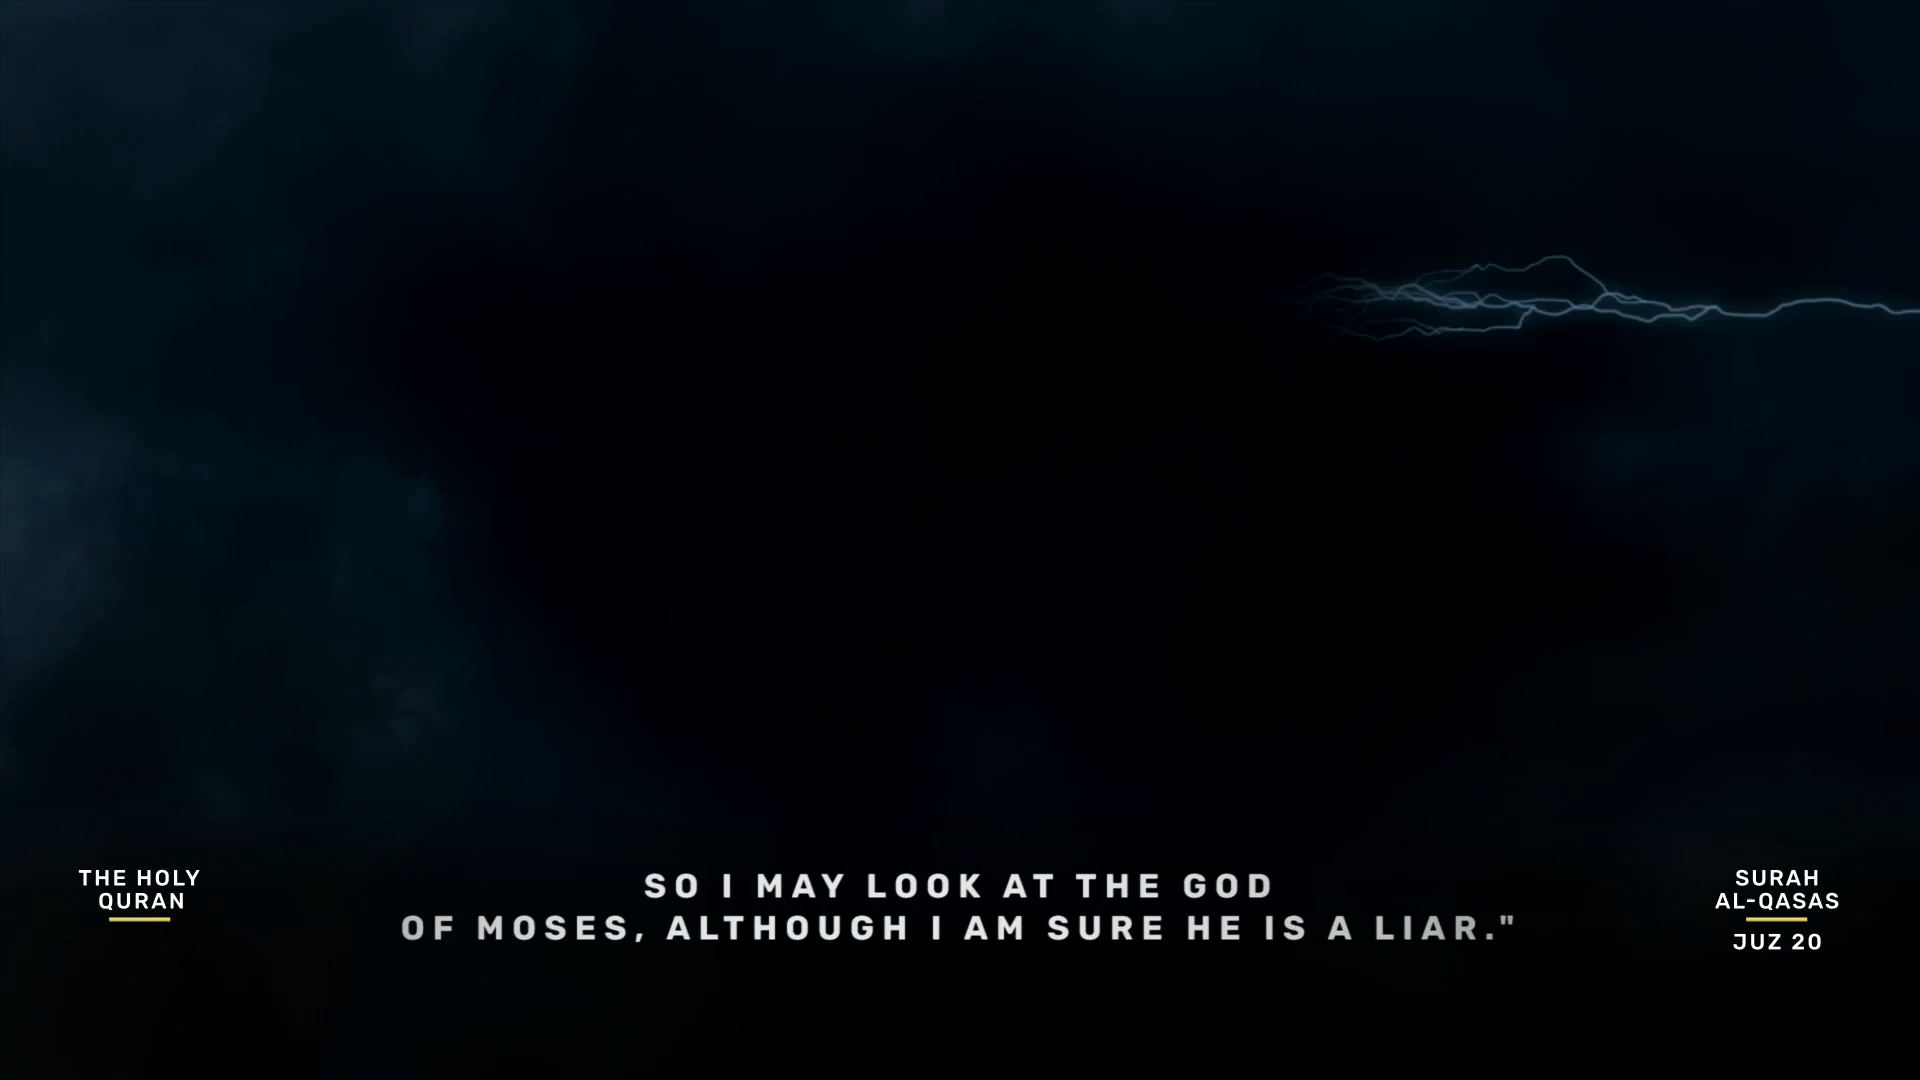 THE HOLY
QURAN
SO I MAY LOOK AT THE GOD
OF MOSES, ALTHOUGH I AM SURE HE IS A LIAR."
SURAH
AL-QASAS
JUZ 20